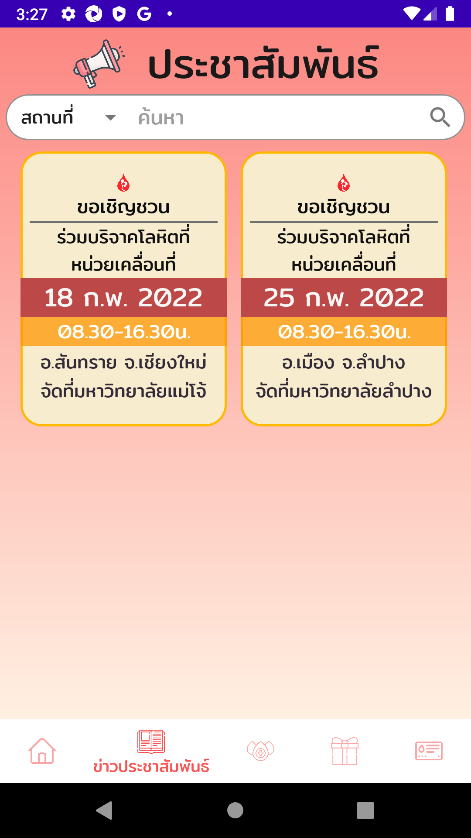 3:27
ประชาสัมพันธ์
สถานที่ ค้นหา
ขอเชิญชวน
ร่วมบริจาคโลหิตที่
หน่วยเคลื่อนที่
18 ก.พ. 2022
08.30-16.30น.
อ.สันทราย จ.เชียงใหม่
จัดที่มหาวิทยาลัยแม่โจ้
ขอเชิญชวน
ร่วมบริจาคโลหิตที่
หน่วยเคลื่อนที่
25 ก.พ. 2022
08.30-16.30น.
อ.เมือง จ.ลำปาง
จัดที่มหาวิทยาลัยลำปาง
ข่าวประชาสัมพันธ์